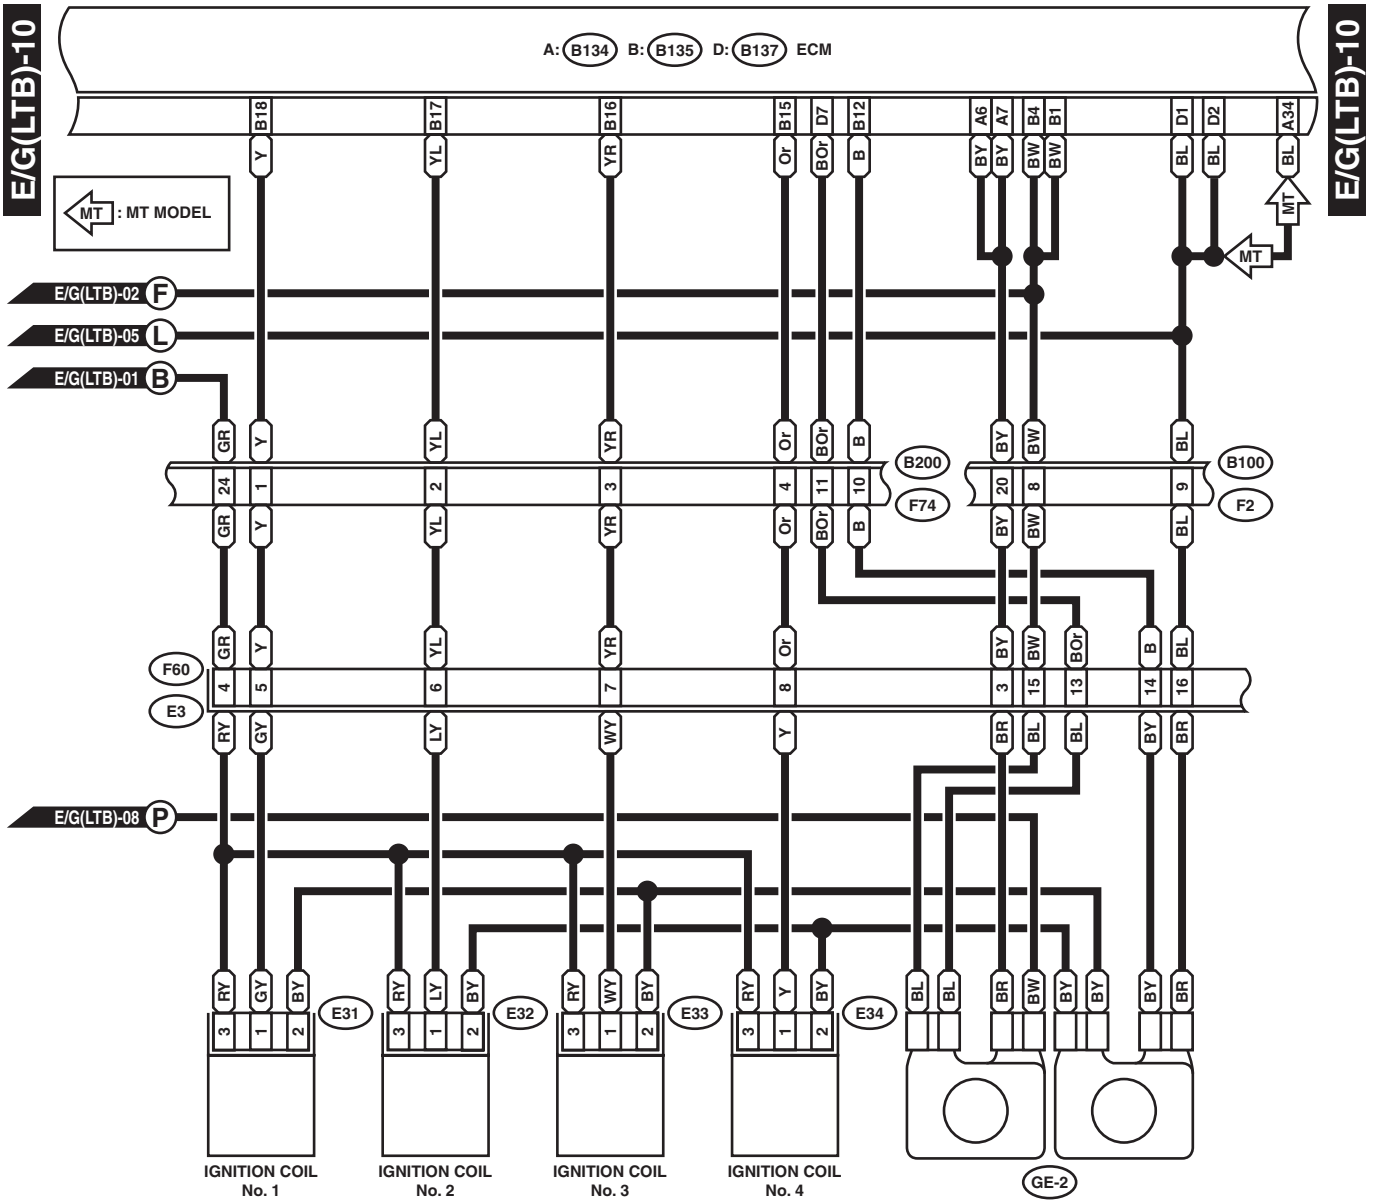 E/G(LTB)-10
E/G(LTB)-10
A: B134 B: B135 D: B137 ECM
B18 B17 B16 B15 D7 B12 A6 A7 B4 B1 D1 D2 A34
Y YL YR Or BOr B BY BY BW BW BL BL BL
MT : MT MODEL
MT
MT
E/G(LTB)-02 F
E/G(LTB)-05 L
E/G(LTB)-01 B
GR Y YL YR Or BOr B BY BW BL
B200 B100
24 1 2 3 4 11 10 20 8 9
F74 F2
GR Y YL YR Or BOr B BY BW BL
GR Y YL YR Or BY BW BOr B BL
F60
4 5 6 7 8 3 15 13 14 16
E3
RY GY LY WY Y BR BL BL BY BR
E/G(LTB)-08 P
RY GY BY RY LY BY RY WY BY RY Y BY BL BL BR BW BY BY BY BR
E31 E32 E33 E34
3 1 2 3 1 2 3 1 2 3 1 2
IGNITION COIL
No. 1
IGNITION COIL
No. 2
IGNITION COIL
No. 3
IGNITION COIL
No. 4
GE-2